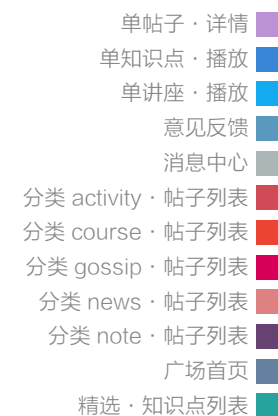 单帖子 · 详情
单知识点 · 播放
单讲座 · 播放
意见反馈
消息中心
分类 activity · 帖子列表
分类 course · 帖子列表
分类 gossip · 帖子列表
分类 news · 帖子列表
分类 note · 帖子列表
广场首页
精选 · 知识点列表